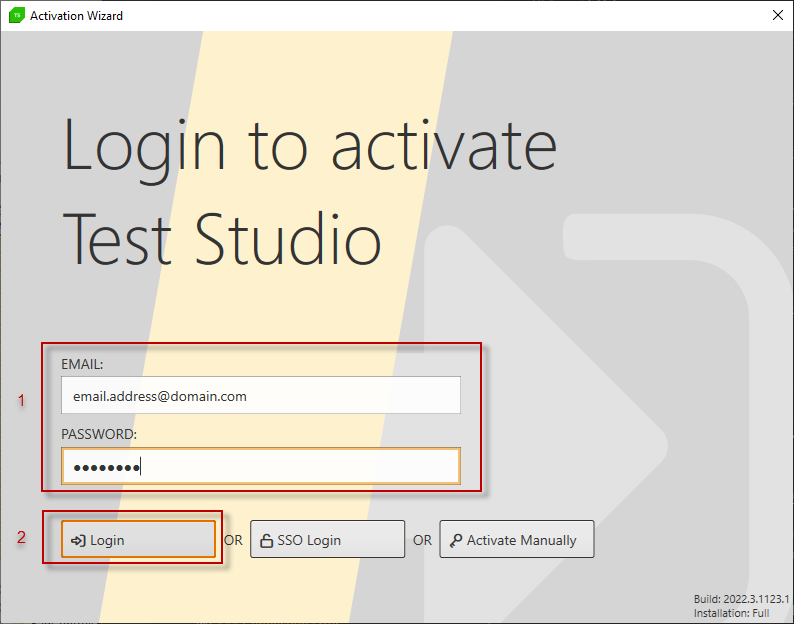 TS Activation Wizard
Login to activate
Test Studio
EMAIL:
1
email.address@domain.com
PASSWORD:
••••••••
2
Login OR SSO Login OR Activate Manually
Build: 2022.3.1123.1
Installation: Full